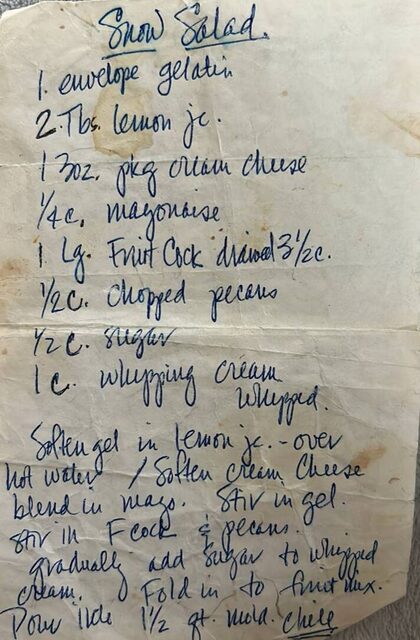 Snow Salad.
1 envelope gelatin
2 Tbs. lemon jc.
1 3oz. pkg cream cheese
1/4 c. mayonaise
1 Lg. Fruit Cock drained 3 1/2 c.
1/2 c. chopped pecans
1/2 c. sugar
1 c. whipping cream
whipped.
Soften gel in lemon jc. - over
hot water / Soften cream cheese
blend in mayo. Stir in gel.
stir in F cock & pecans.
gradually add sugar to whipped
cream. Fold in to fruit mix.
Pour 1 1/2 qt. mold. chill